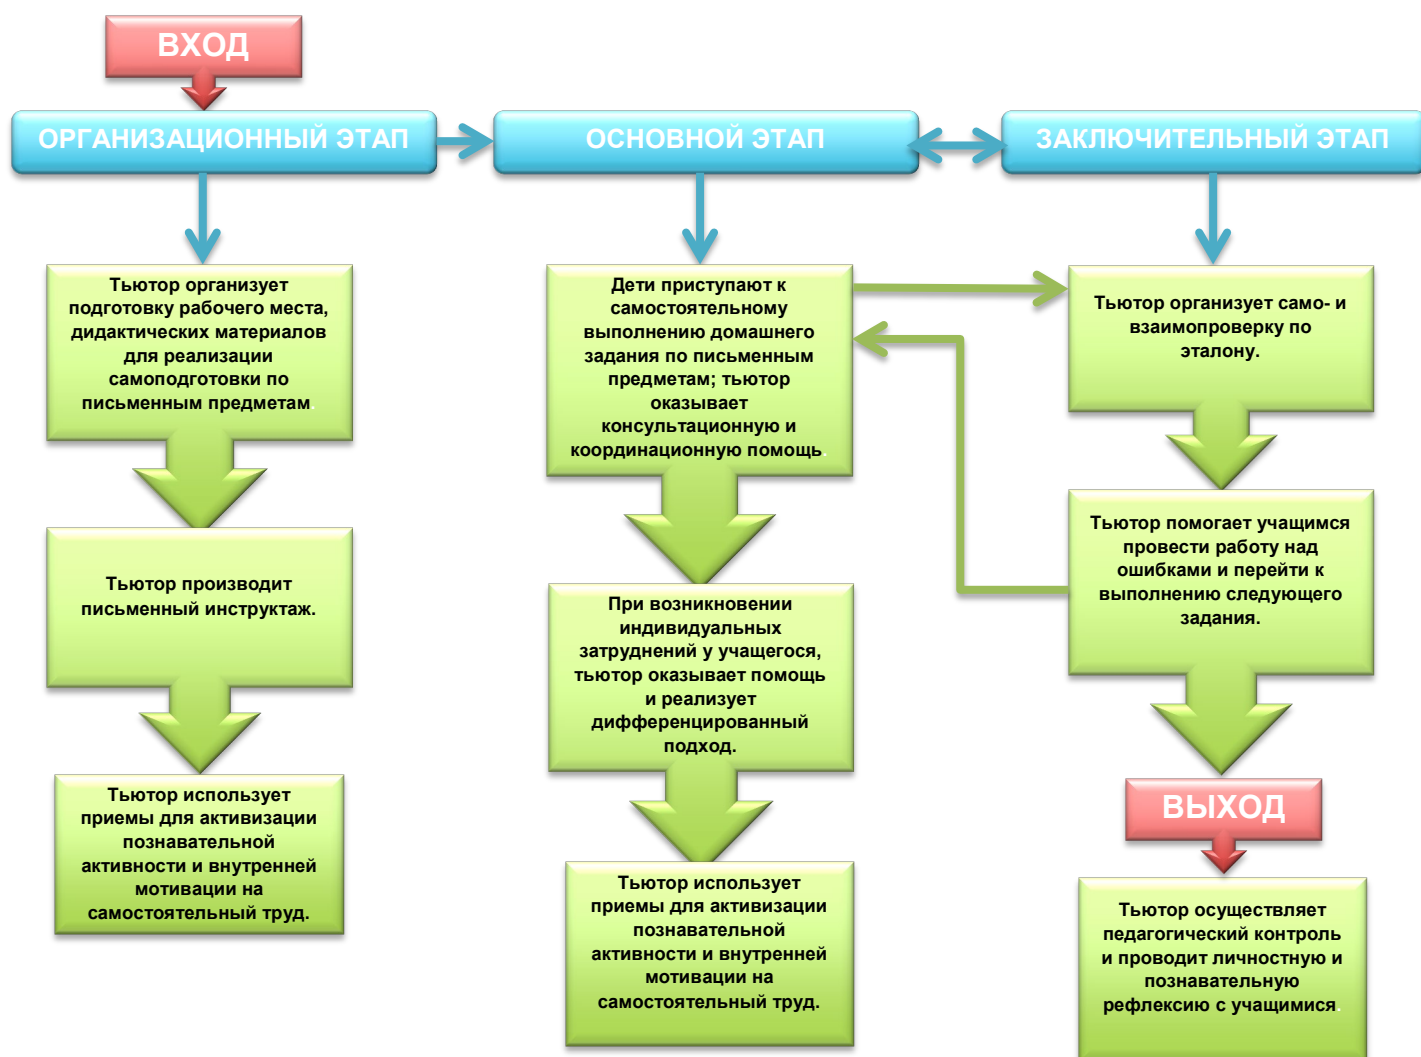 ВХОД
ОРГАНИЗАЦИОННЫЙ ЭТАП
ОСНОВНОЙ ЭТАП
ЗАКЛЮЧИТЕЛЬНЫЙ ЭТАП
Тьютор организует
подготовку рабочего места,
дидактических материалов
для реализации
самоподготовки по
письменным предметам.
Тьютор производит
письменный инструктаж.
Тьютор использует
приемы для активизации
познавательной
активности и внутренней
мотивации на
самостоятельный труд.
Дети приступают к
самостоятельному
выполнению домашнего
задания по письменным
предметам; тьютор
оказывает
консультационную и
координационную помощь.
При возникновении
индивидуальных
затруднений у учащегося,
тьютор оказывает помощь
и реализует
дифференцированный
подход.
Тьютор использует
приемы для активизации
познавательной
активности и внутренней
мотивации на
самостоятельный труд.
Тьютор организует само- и
взаимопроверку по
эталону.
Тьютор помогает учащимся
провести работу над
ошибками и перейти к
выполнению следующего
задания.
ВЫХОД
Тьютор осуществляет
педагогический контроль
и проводит личностную и
познавательную
рефлексию с учащимися.